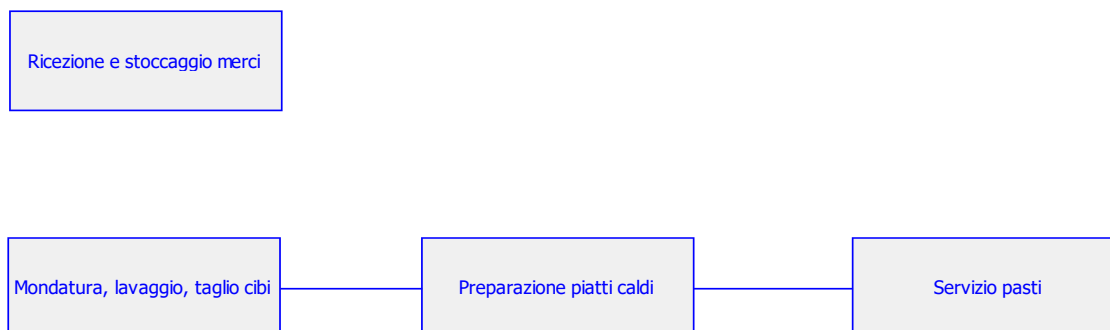 Ricezione e stoccaggio merci
Mondatura, lavaggio, taglio cibi
Preparazione piatti caldi
Servizio pasti